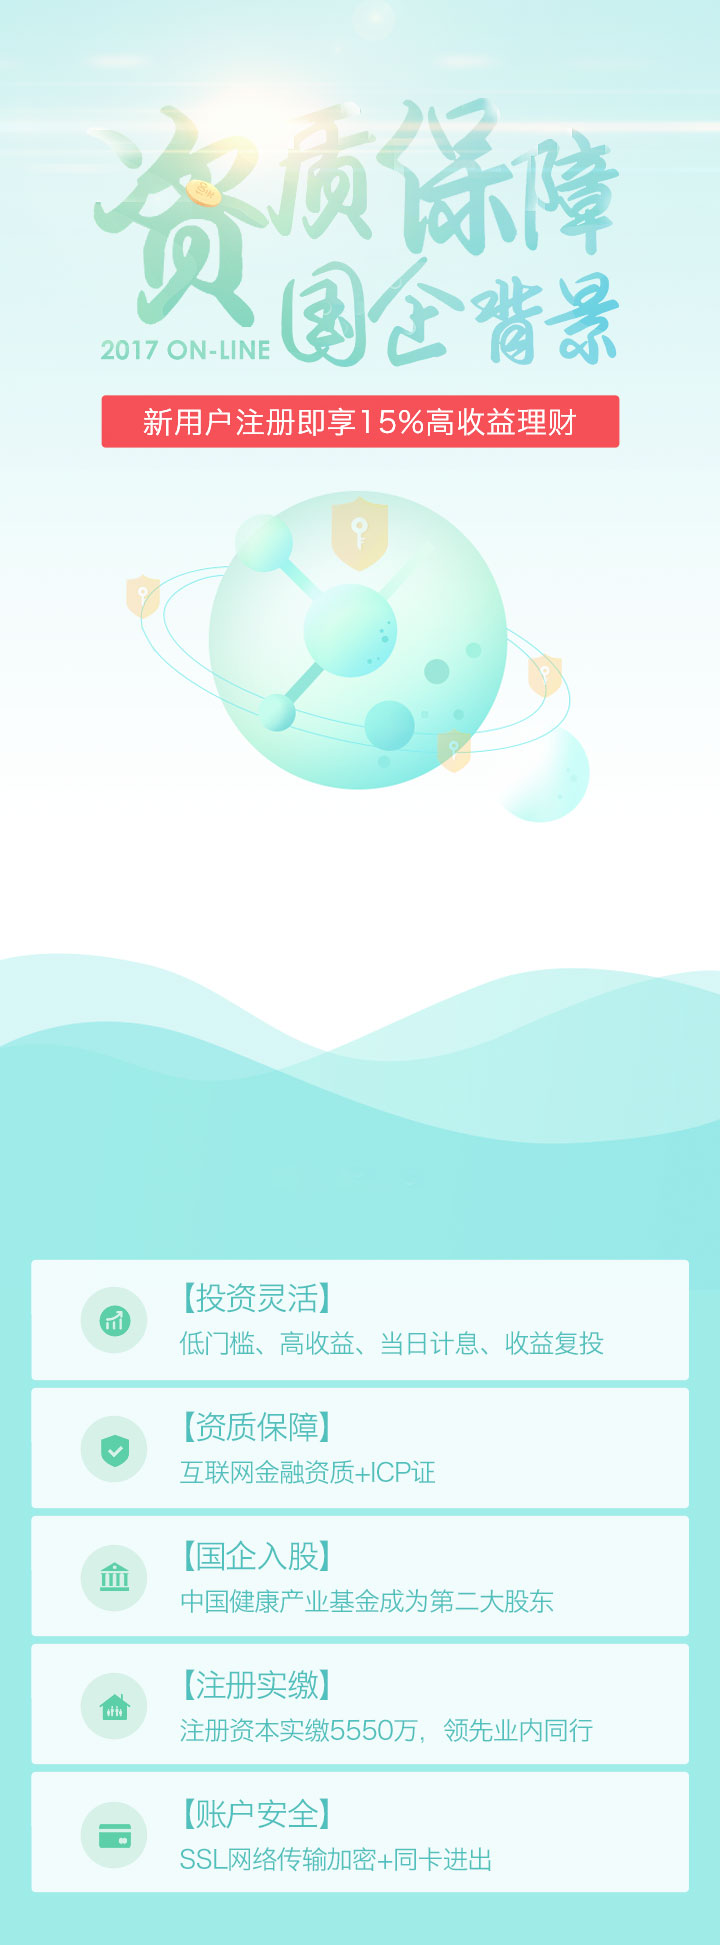 资质保障
国企背景
2017 ON-LINE
新用户注册即享15%高收益理财
【投资灵活】
低门槛、高收益、当日计息、收益复投
【资质保障】
互联网金融资质+ICP证
【国企入股】
中国健康产业基金成为第二大股东
【注册实缴】
注册资本实缴5550万，领先业内同行
【账户安全】
SSL网络传输加密+同卡进出